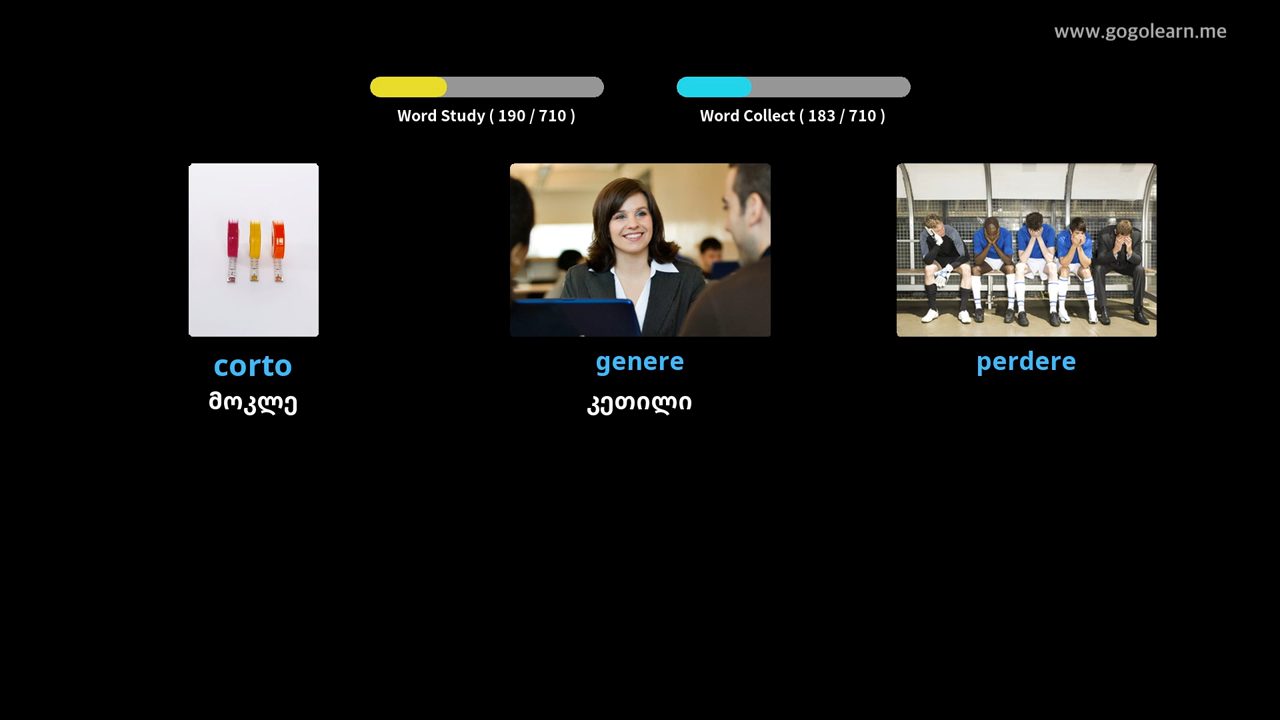 www.gogolearn.me
Word Study ( 190 / 710 )
Word Collect ( 183 / 710 )
corto
genere
perdere
მოკლე
კეთილი